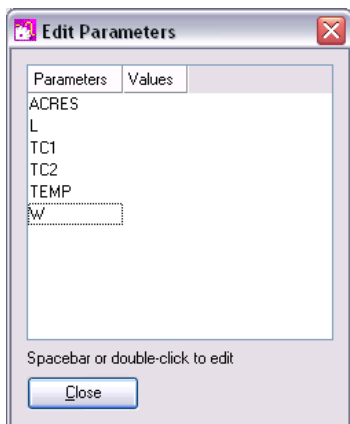 Edit Parameters
Parameters Values
ACRES
L
TC1
TC2
TEMP
W
Spacebar or double-click to edit
Close